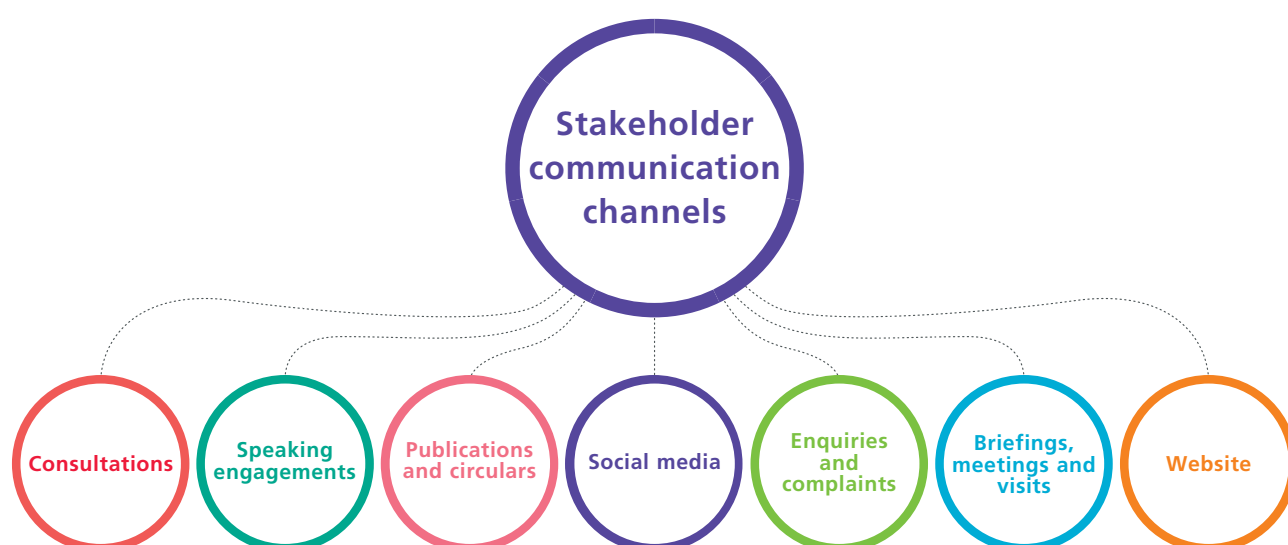 Stakeholder
communication
channels
Consultations
Speaking
engagements
Publications
and circulars
Social media
Enquiries
and
complaints
Briefings,
meetings and
visits
Website